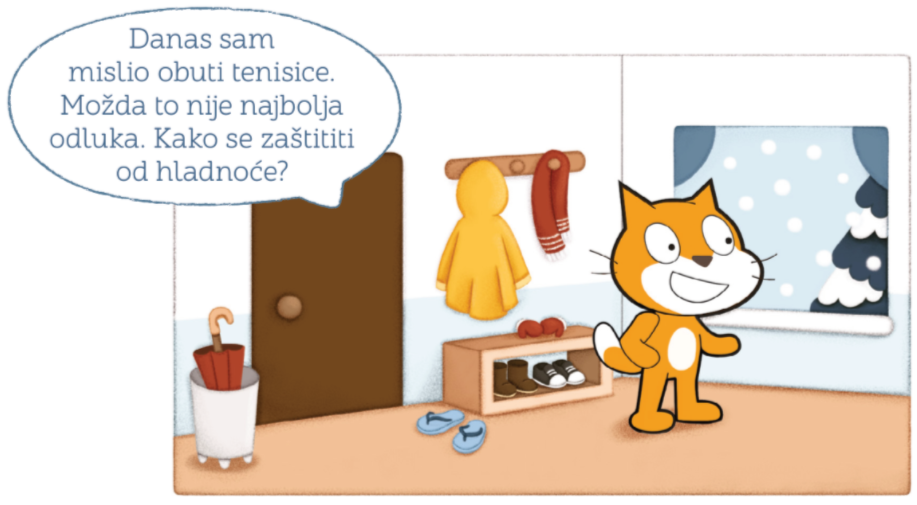 Danas sam
mislio obuti tenisice.
Možda to nije najbolja
odluka. Kako se zaštititi
od hladnoće?